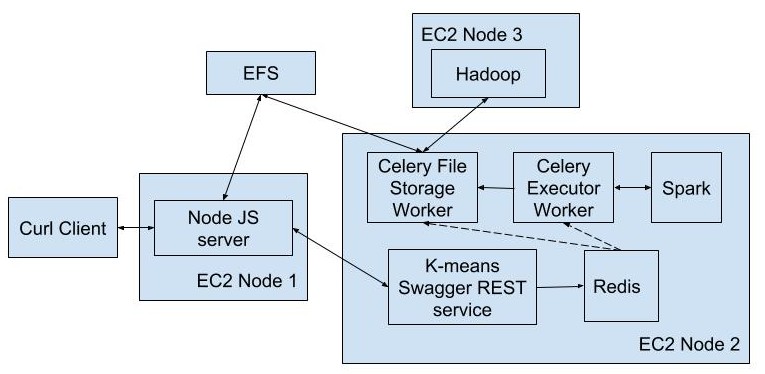 EC2 Node 3
Hadoop
EFS
Celery File
Storage
Worker
Celery
Executor
Worker
Spark
Curl Client
Node JS
server
EC2 Node 1
K-means
Swagger REST
service
Redis
EC2 Node 2